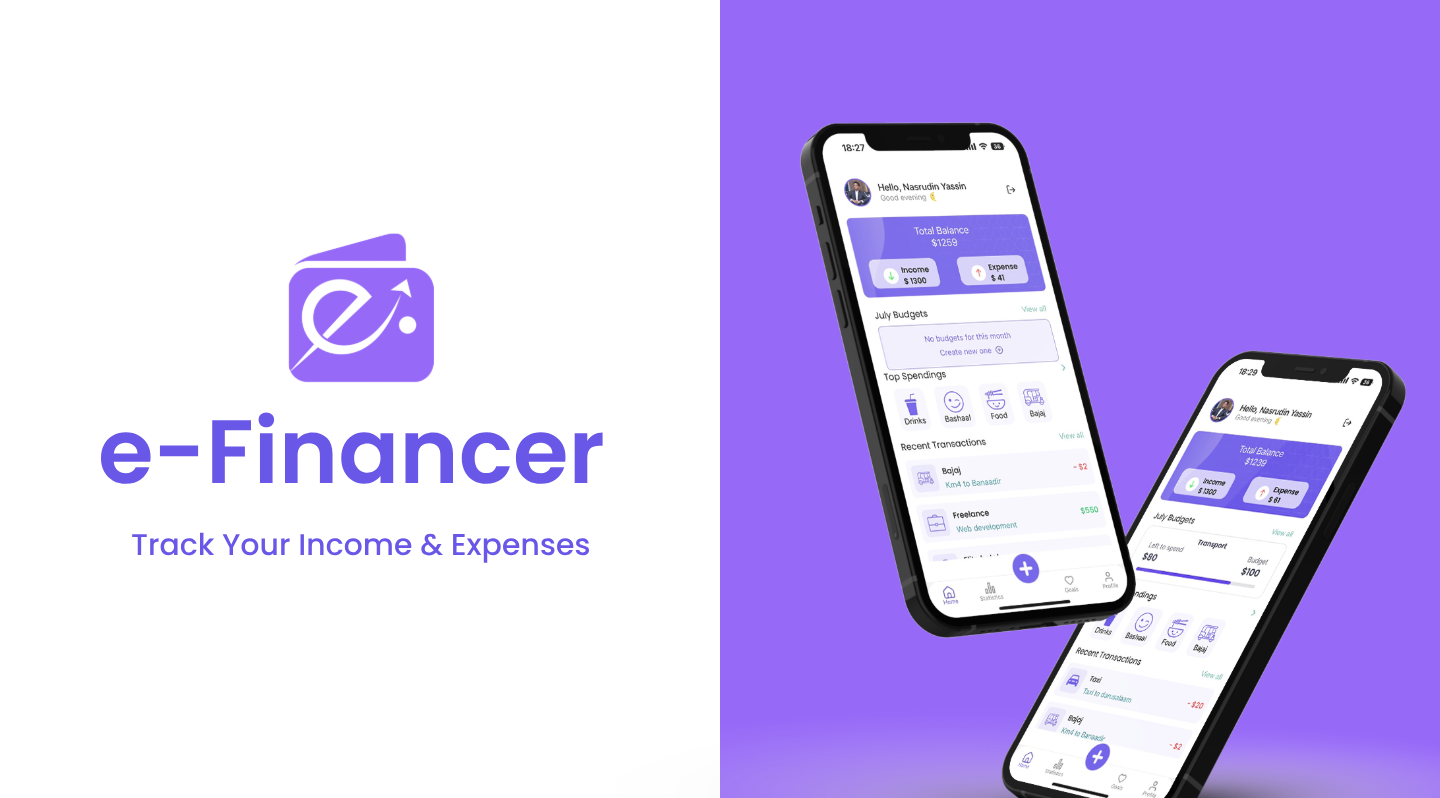 e-Financer
Track Your Income & Expenses
18:27
36
Hello, Nasrudin Yassin
Good evening
Total Balance
$1259
Income
$ 1300
Expense
$ 41
July Budgets
View all
No budgets for this month
Create new one
Top Spendings
Drinks
Bashaal
Food
Bajaj
Recent Transactions
View all
Bajaj
- $2
Km4 to Banaadir
Freelance
$550
Web development
Home
Statistics
Goals
Profile
18:29
36
Hello, Nasrudin Yassin
Good evening
Total Balance
$1239
Income
$ 1300
Expense
$ 61
July Budgets
View all
Left to spend
Transport
Budget
$80
$100
ndings
Drinks
Bashaal
Food
Bajaj
Recent Transactions
View all
Taxi
- $20
Taxi to darusalaam
Bajaj
- $2
Km4 to Banaadir
Home
Statistics
Goals
Profile